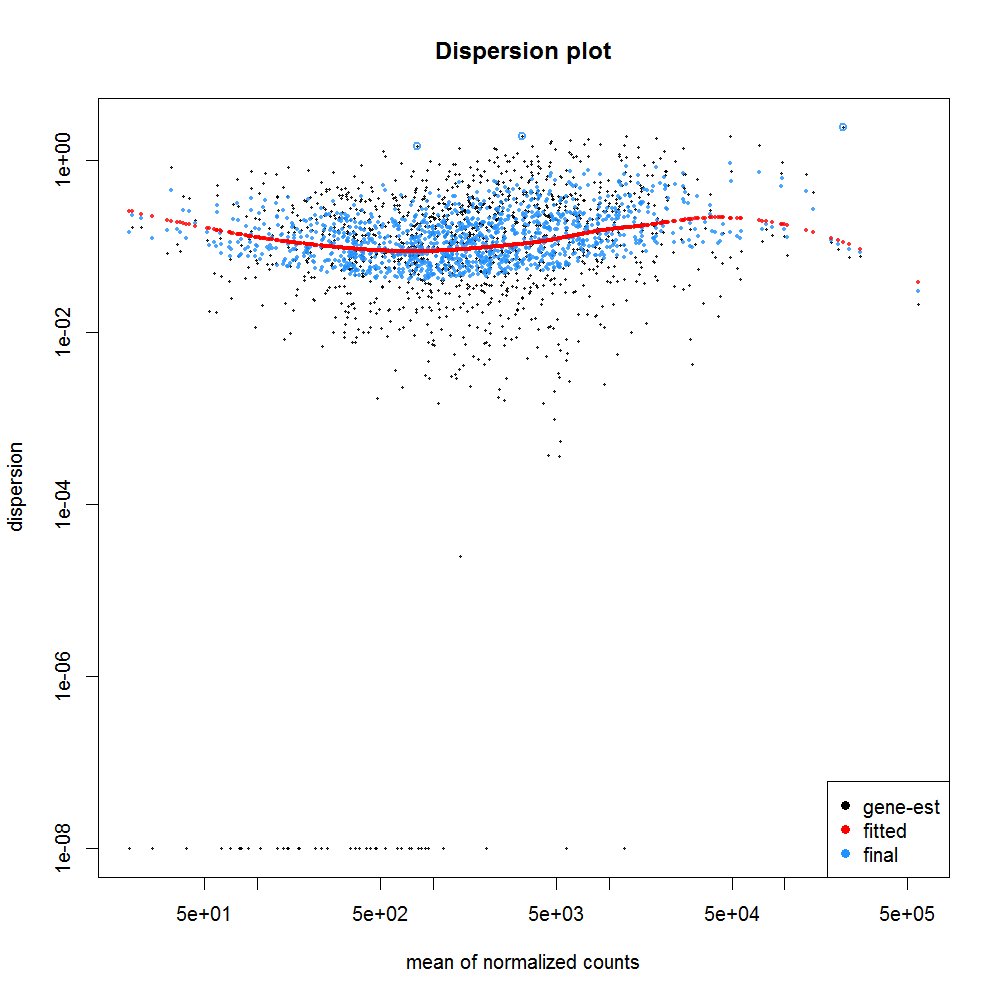 Dispersion plot
1e+00
1e-02
1e-04
1e-06
1e-08
dispersion
5e+01 5e+02 5e+03 5e+04 5e+05
mean of normalized counts
gene-est
fitted
final